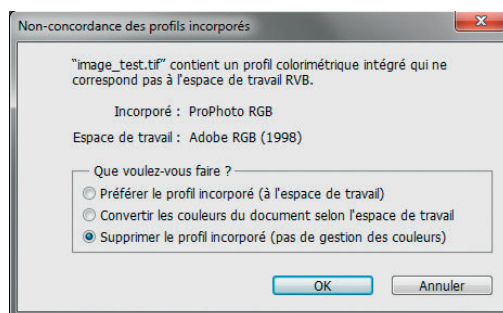 Non-concordance des profils incorporés
"image_test.tif" contient un profil colorimétrique intégré qui ne
correspond pas à l'espace de travail RVB.
Incorporé : ProPhoto RGB
Espace de travail : Adobe RGB (1998)
Que voulez-vous faire ?
Préférer le profil incorporé (à l'espace de travail)
Convertir les couleurs du document selon l'espace de travail
Supprimer le profil incorporé (pas de gestion des couleurs)
OK Annuler